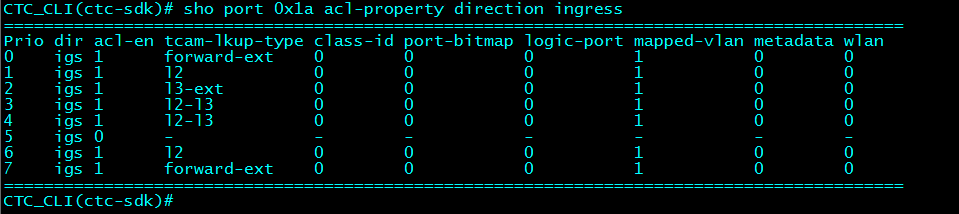 CTC_CLI(ctc-sdk)# sho port 0x1a acl-property direction ingress
====================================================================================
Prio dir acl-en tcam-lkup-type class-id port-bitmap logic-port mapped-vlan metadata wlan
0 igs 1 forward-ext 0 0 0 1 0 0
1 igs 1 l2 0 0 0 1 0 0
2 igs 1 l3-ext 0 0 0 1 0 0
3 igs 1 l2-l3 0 0 0 1 0 0
4 igs 1 l2-l3 0 0 0 1 0 0
5 igs 0 - - - - - - -
6 igs 1 l2 0 0 0 1 0 0
7 igs 1 forward-ext 0 0 0 1 0 0
====================================================================================
CTC_CLI(ctc-sdk)#